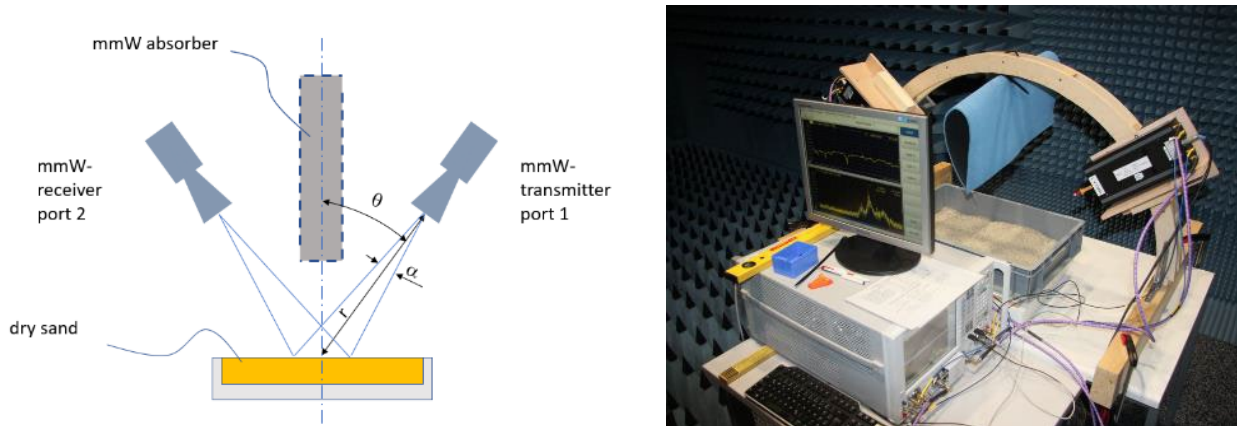 mmW absorber
mmW-
receiver
port 2
θ
mmW-
transmitter
port 1
α
r
dry sand